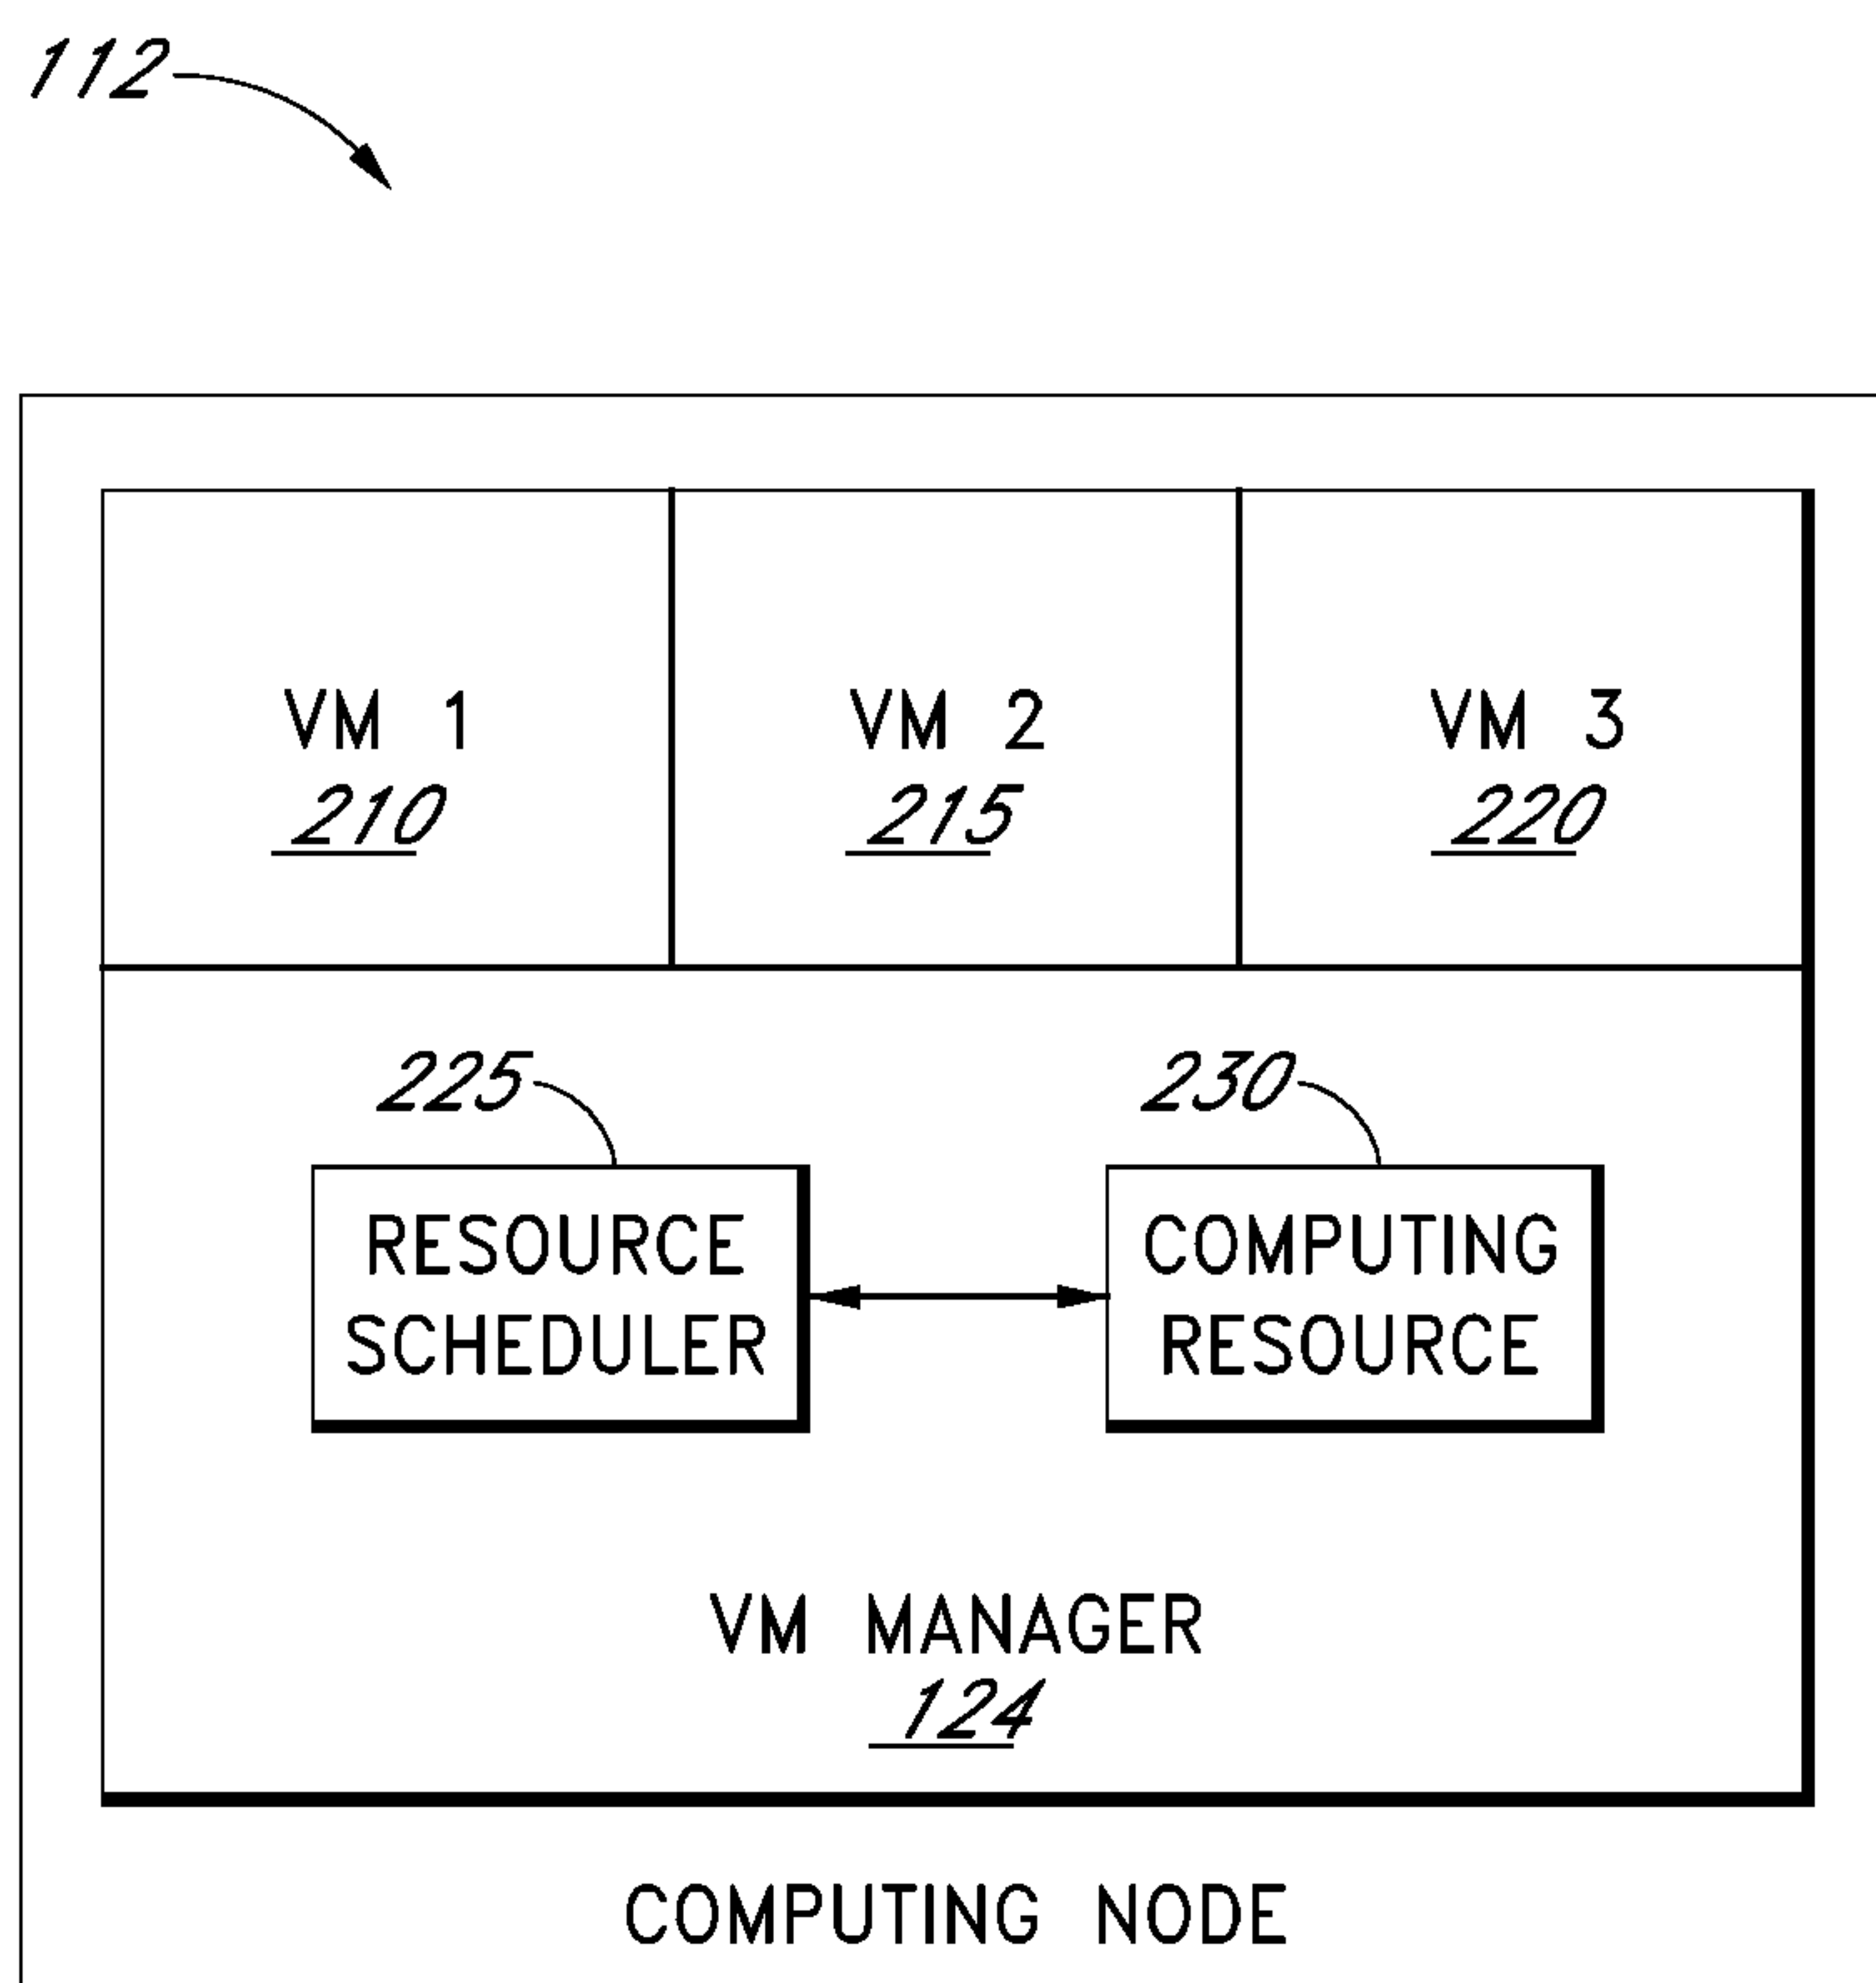 112
VM 1
210
VM 2
215
VM 3
220
225
RESOURCE
SCHEDULER
230
COMPUTING
RESOURCE
VM MANAGER
124
COMPUTING NODE